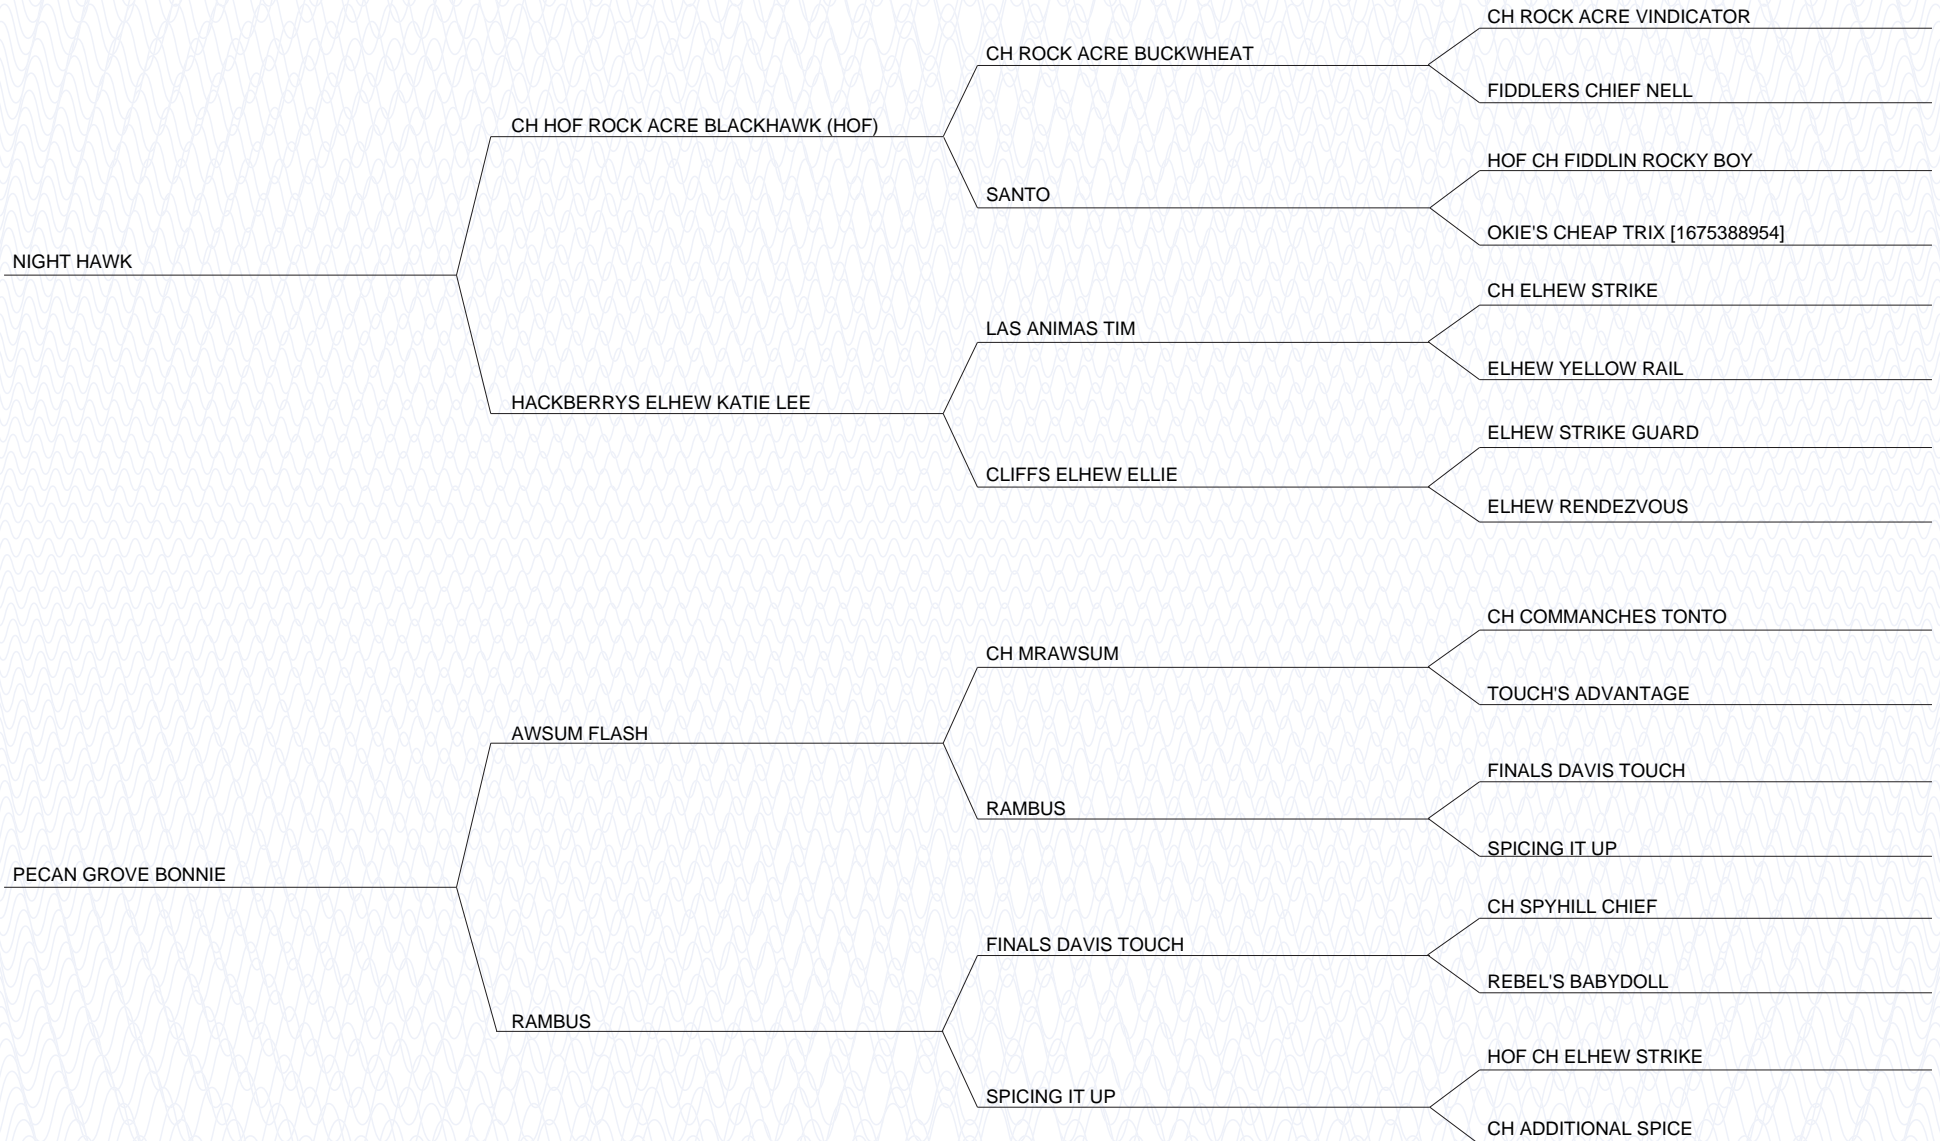 CH ROCK ACRE VINDICATOR
CH ROCK ACRE BUCKWHEAT
FIDDLERS CHIEF NELL
CH HOF ROCK ACRE BLACKHAWK (HOF)
HOF CH FIDDLIN ROCKY BOY
SANTO
OKIE'S CHEAP TRIX [1675388954]
NIGHT HAWK
CH ELHEW STRIKE
LAS ANIMAS TIM
ELHEW YELLOW RAIL
HACKBERRYS ELHEW KATIE LEE
ELHEW STRIKE GUARD
CLIFFS ELHEW ELLIE
ELHEW RENDEZVOUS
CH COMMANCHES TONTO
CH MRAWSUM
TOUCH'S ADVANTAGE
AWSUM FLASH
FINALS DAVIS TOUCH
RAMBUS
SPICING IT UP
PECAN GROVE BONNIE
CH SPYHILL CHIEF
FINALS DAVIS TOUCH
REBEL'S BABYDOLL
RAMBUS
HOF CH ELHEW STRIKE
SPICING IT UP
CH ADDITIONAL SPICE